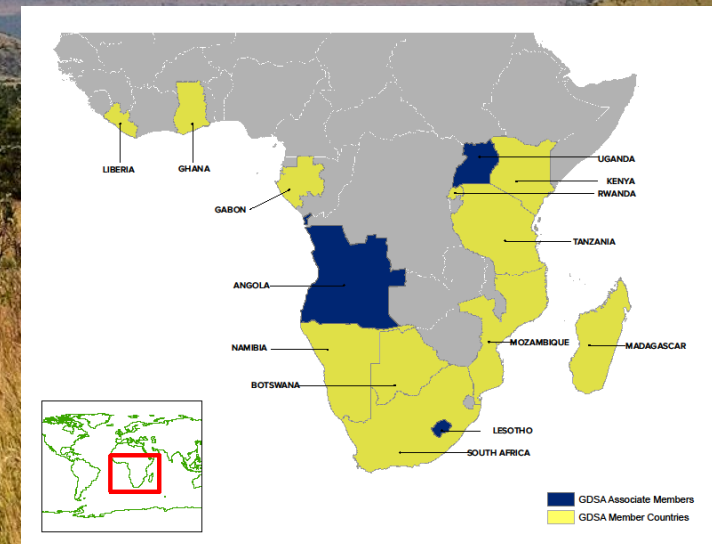 LIBERIA
GHANA
GABON
UGANDA
KENYA
RWANDA
TANZANIA
ANGOLA
NAMIBIA
MOZAMBIQUE
MADAGASCAR
BOTSWANA
LESOTHO
SOUTH AFRICA
GDSA Associate Members
GDSA Member Countries